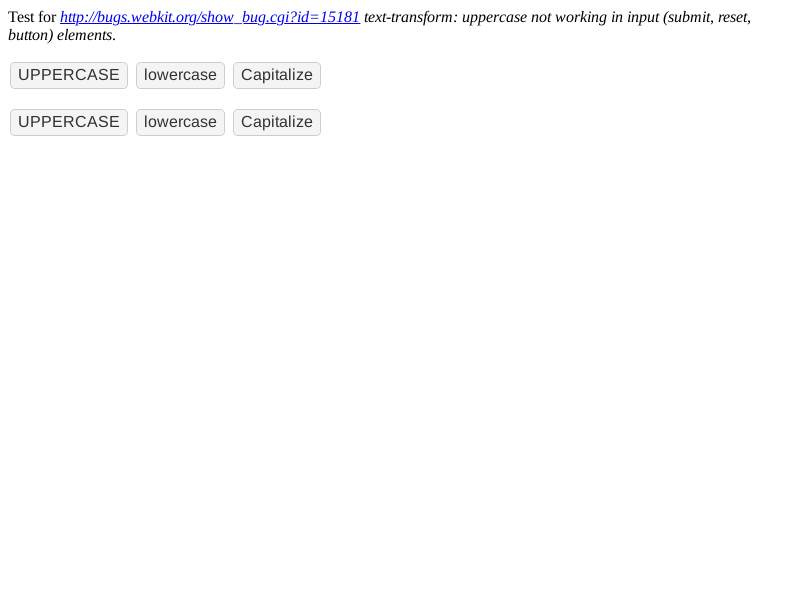 Test for http://bugs.webkit.org/show_bug.cgi?id=15181 text-transform: uppercase not working in input (submit, reset,
button) elements.
UPPERCASE lowercase Capitalize
UPPERCASE lowercase Capitalize